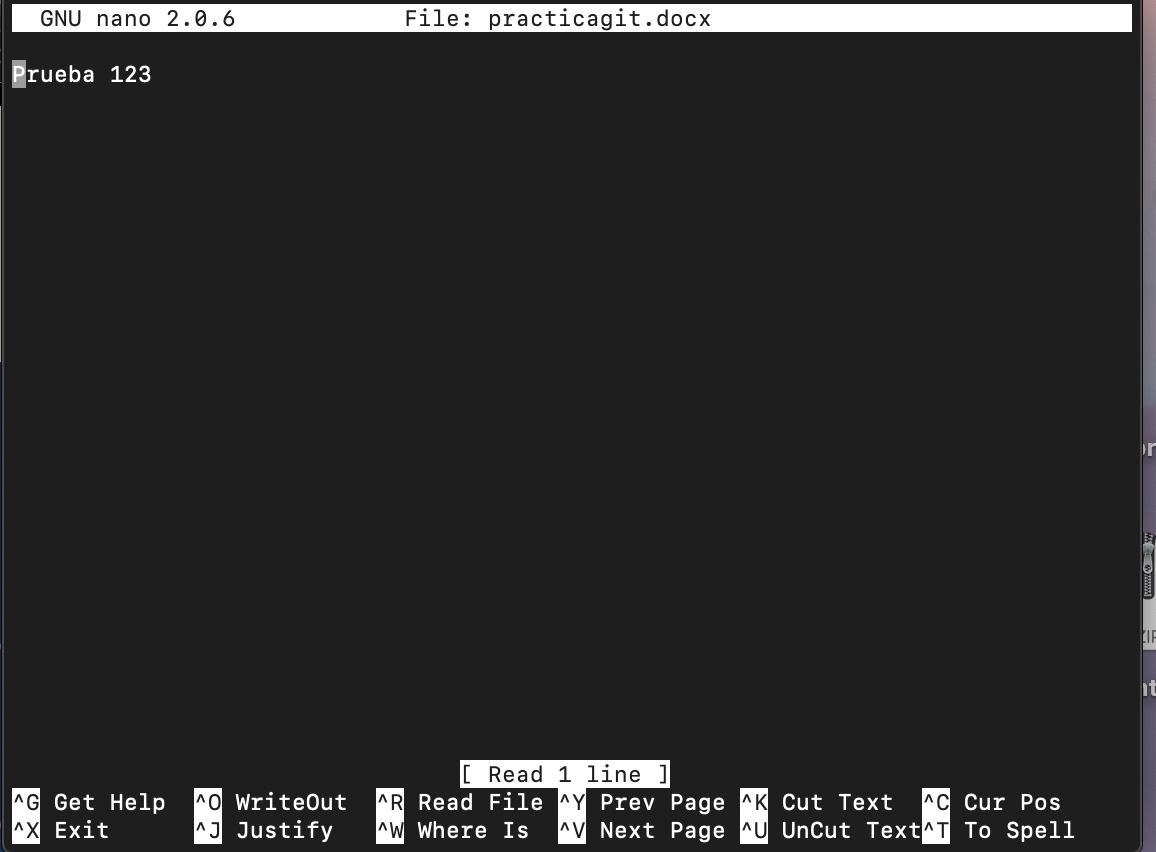 GNU nano 2.0.6 File: practicagit.docx
Prueba 123
[ Read 1 line ]
^G Get Help ^O WriteOut ^R Read File ^Y Prev Page ^K Cut Text ^C Cur Pos
^X Exit ^J Justify ^W Where Is ^V Next Page ^U UnCut Text ^T To Spell